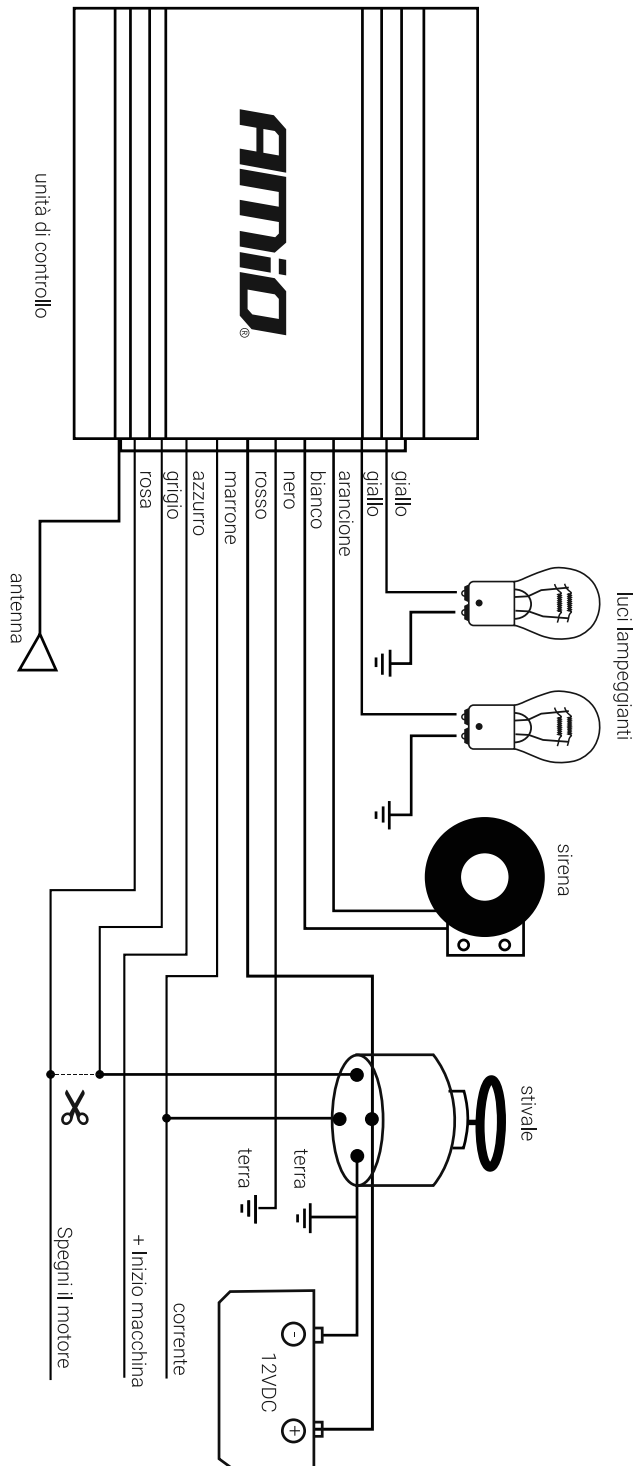 AMiO®
unità di controllo
giallo
giallo
arancione
bianco
nero
rosso
marrone
azzurro
grigio
rosa
antenna
luci lampeggianti
sirena
stivale
terra
terra
12VDC
-
+
corrente
+ Inizio macchina
Spegni il motore